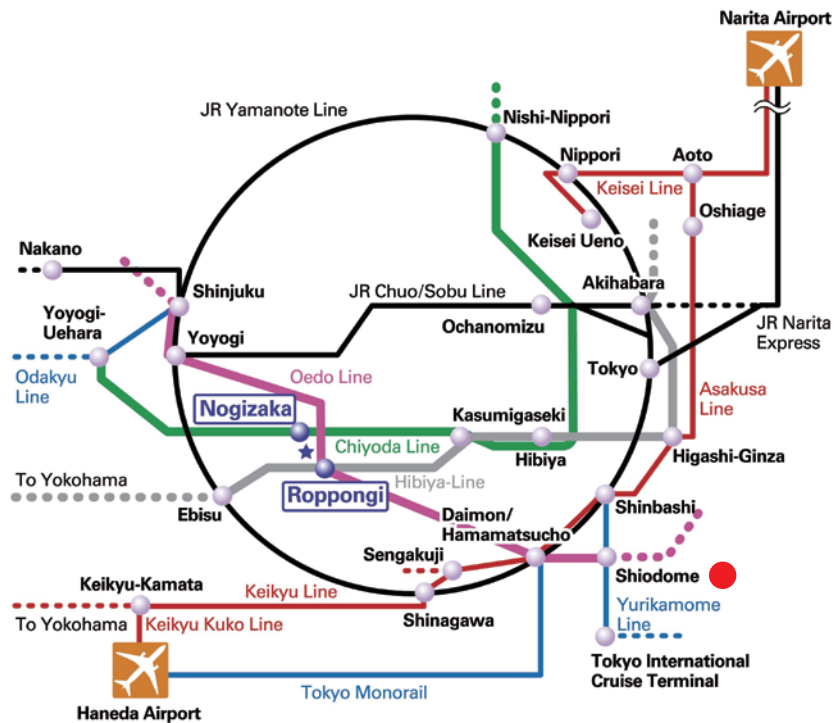 Narita Airport
JR Yamanote Line
Nishi-Nippori
Nippori
Aoto
Keisei Line
Oshiage
Keisei Ueno
Nakano
Akihabara
Shinjuku
JR Chuo/Sobu Line
Yoyogi-
Uehara
Ochanomizu
JR Narita
Express
Yoyogi
Tokyo
Odakyu
Line
Oedo Line
Asakusa
Line
Nogizaka
Kasumigaseki
Chiyoda Line
Hibiya
Higashi-Ginza
To Yokohama
Hibiya-Line
Roppongi
Ebisu
Shinbashi
Daimon/
Hamamatsucho
Sengakuji
Shiodome
Keikyu-Kamata
Keikyu Line
Shinagawa
Yurikamome
Line
To Yokohama
Keikyu Kuko Line
Tokyo International
Cruise Terminal
Tokyo Monorail
Haneda Airport